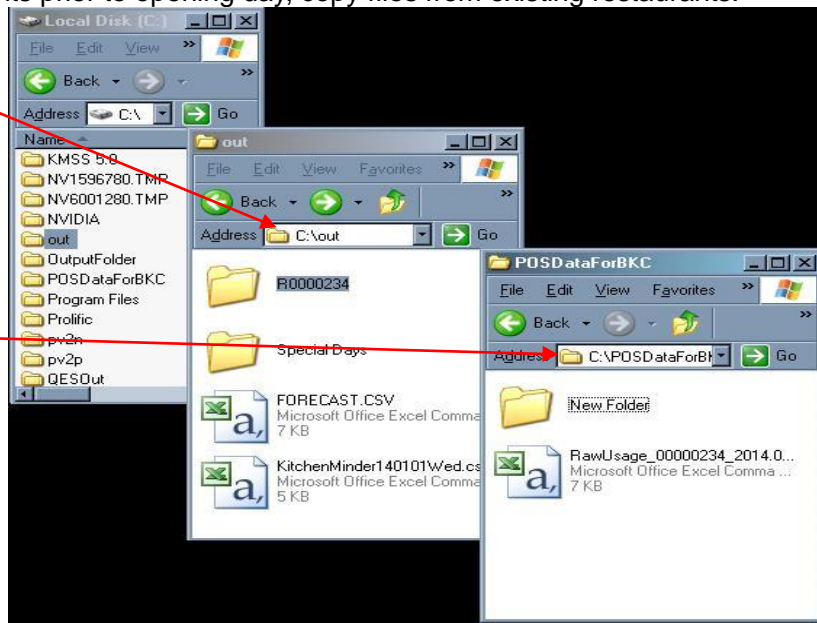 ts prior to opening day, copy files from existing restaurants.
Local Disk (C:)
File Edit View »
Back »
Address C:\ Go
Name
KMSS 5.0
NV1596780.TMP
NV6001280.TMP
NVIDIA
out
OutputFolder
POSDataForBKC
Program Files
Prolific
pv2n
pv2p
QESOut
out
File Edit View Favorites »
Back »
Address C:\out Go
R0000234
Special Days
FORECAST.CSV
Microsoft Office Excel Comma
7 KB
KitchenMinder140101Wed.cs
Microsoft Office Excel Comma
5 KB
POSDataForBKC
File Edit View Favorites »
Back »
Address C:\POSDataForBK Go
New Folder
RawUsage_00000234_2014.0...
Microsoft Office Excel Comma ...
7 KB